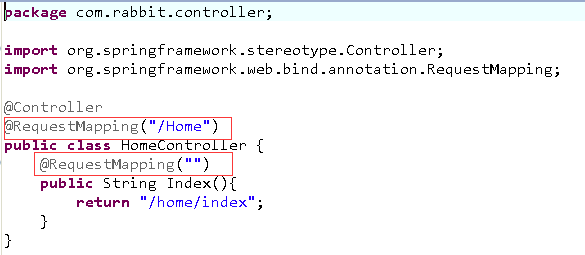 package com.rabbit.controller;
import org.springframework.stereotype.Controller;
import org.springframework.web.bind.annotation.RequestMapping;
@Controller
@RequestMapping("/Home")
public class HomeController {
@RequestMapping("")
public String Index(){
return "/home/index";
}
}